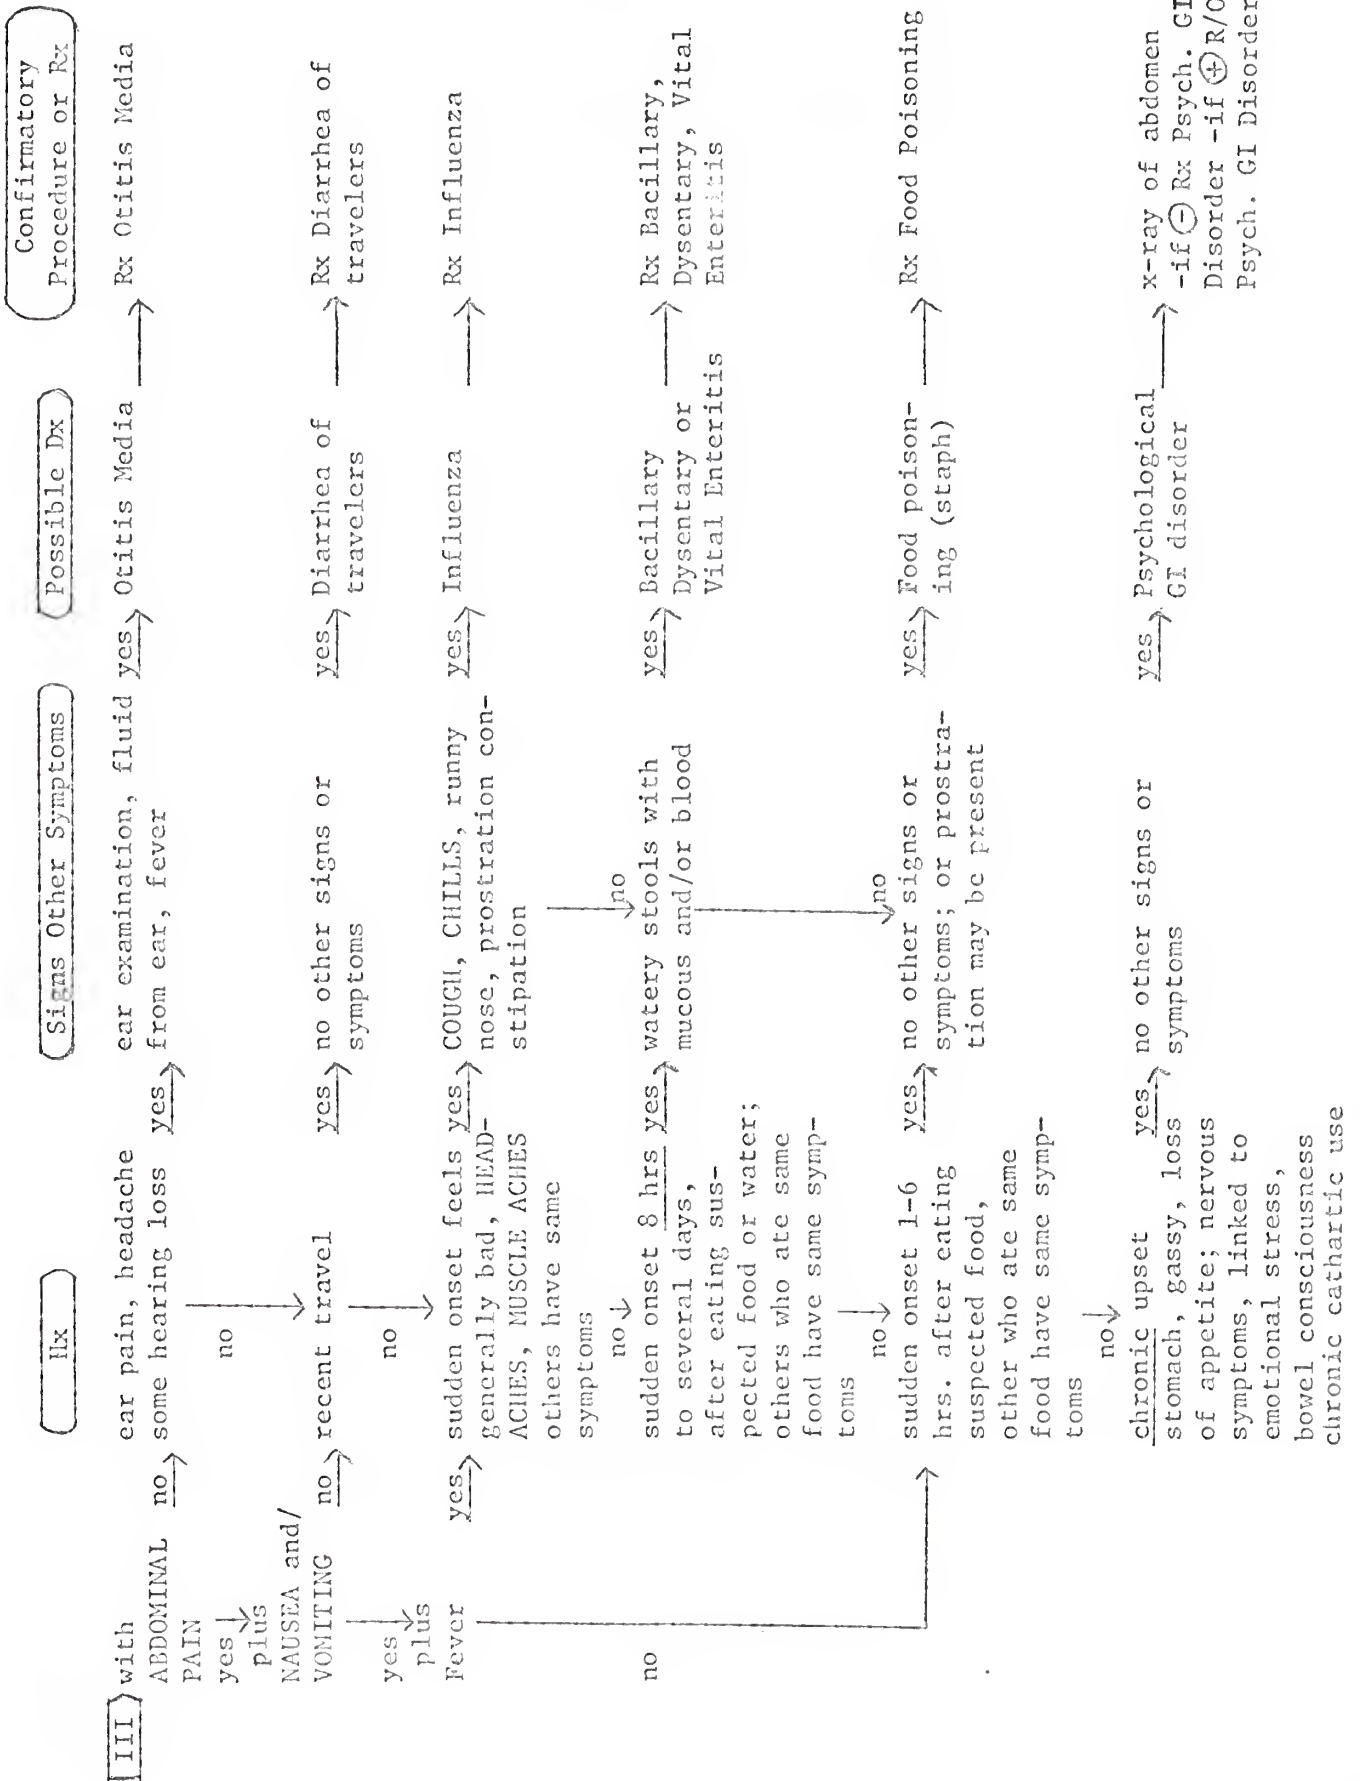 Hx
Signs Other Symptoms
Possible Dx
Confirmatory
Procedure or Rx
III
with
ABDOMINAL
PAIN
no
ear pain, headache
some hearing loss
yes
ear examination, fluid
from ear, fever
yes
Otitis Media
Rx Otitis Media
yes
plus
no
NAUSEA and/
VOMITING
no
recent travel
yes
no other signs or
symptoms
yes
Diarrhea of
travelers
Rx Diarrhea of
travelers
yes
plus
no
Fever
yes
sudden onset feels
generally bad, HEAD-
ACHES, MUSCLE ACHES
others have same
symptoms
yes
COUGH, CHILLS, runny
nose, prostration con-
stipation
yes
Influenza
Rx Influenza
no
no
no
sudden onset 8 hrs
to several days,
after eating sus-
pected food or water;
others who ate same
food have same symp-
toms
yes
watery stools with
mucous and/or blood
yes
Bacillary
Dysentary or
Vital Enteritis
Rx Bacillary,
Dysentary, Vital
Enteritis
no
no
sudden onset 1-6
hrs. after eating
suspected food,
other who ate same
food have same symp-
toms
yes
no other signs or
symptoms; or prostra-
tion may be present
yes
Food poison-
ing (staph)
Rx Food Poisoning
no
chronic upset
stomach, gassy, loss
of appetite; nervous
symptoms, linked to
emotional stress,
bowel consciousness
chronic cathartic use
yes
no other signs or
symptoms
yes
Psychological
GI disorder
x-ray of abdomen
-if ⊖ Rx Psych. GI
Disorder -if ⊕ R/O
Psych. GI Disorder